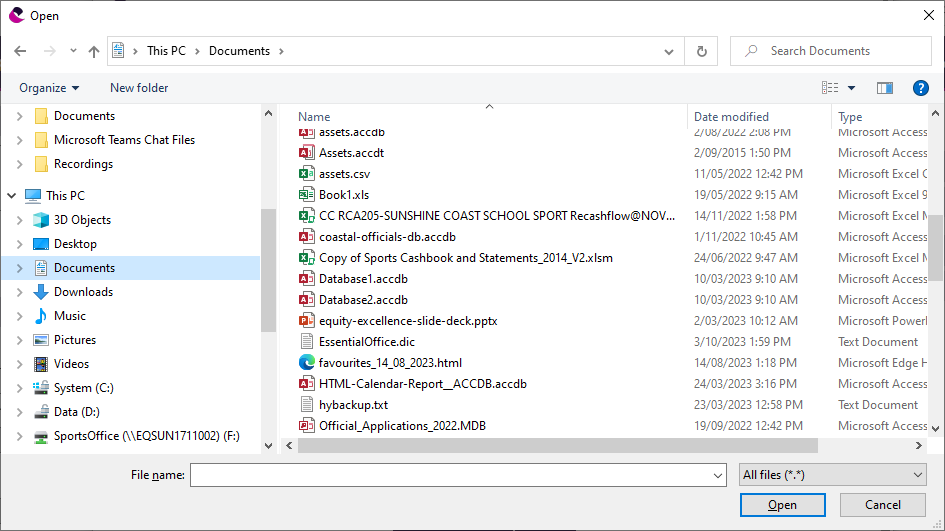 Open
This PC > Documents >
Search Documents
Organize
New folder
Documents
Microsoft Teams Chat Files
Recordings
This PC
3D Objects
Desktop
Documents
Downloads
Music
Pictures
Videos
System (C:)
Data (D:)
SportsOffice (\\EQSUN1711002) (F:)
Name Date modified Type
assets.accdb 2/08/2022 2:08 PM Microsoft Access
Assets.accdt 2/09/2015 1:50 PM Microsoft Access
assets.csv 11/05/2022 12:42 PM Microsoft Excel C
Book1.xls 19/05/2022 9:15 AM Microsoft Excel 9
CC RCA205-SUNSHINE COAST SCHOOL SPORT Recashflow@NOV... 14/11/2022 1:58 PM Microsoft Excel M
coastal-officials-db.accdb 1/11/2022 10:45 AM Microsoft Access
Copy of Sports Cashbook and Statements_2014_V2.xlsm 24/06/2022 9:47 AM Microsoft Excel M
Database1.accdb 10/03/2023 9:10 AM Microsoft Access
Database2.accdb 10/03/2023 9:10 AM Microsoft Access
equity-excellence-slide-deck.pptx 2/03/2023 10:12 AM Microsoft PowerP
EssentialOffice.dic 3/10/2023 1:59 PM Text Document
favourites_14_08_2023.html 14/08/2023 1:18 PM Microsoft Edge H
HTML-Calendar-Report__ACCDB.accdb 24/03/2023 3:16 PM Microsoft Access
hybackup.txt 23/03/2023 12:58 PM Text Document
Official_Applications_2022.MDB 19/09/2022 12:42 PM Microsoft Access
File name:
All files (*.*)
Open
Cancel